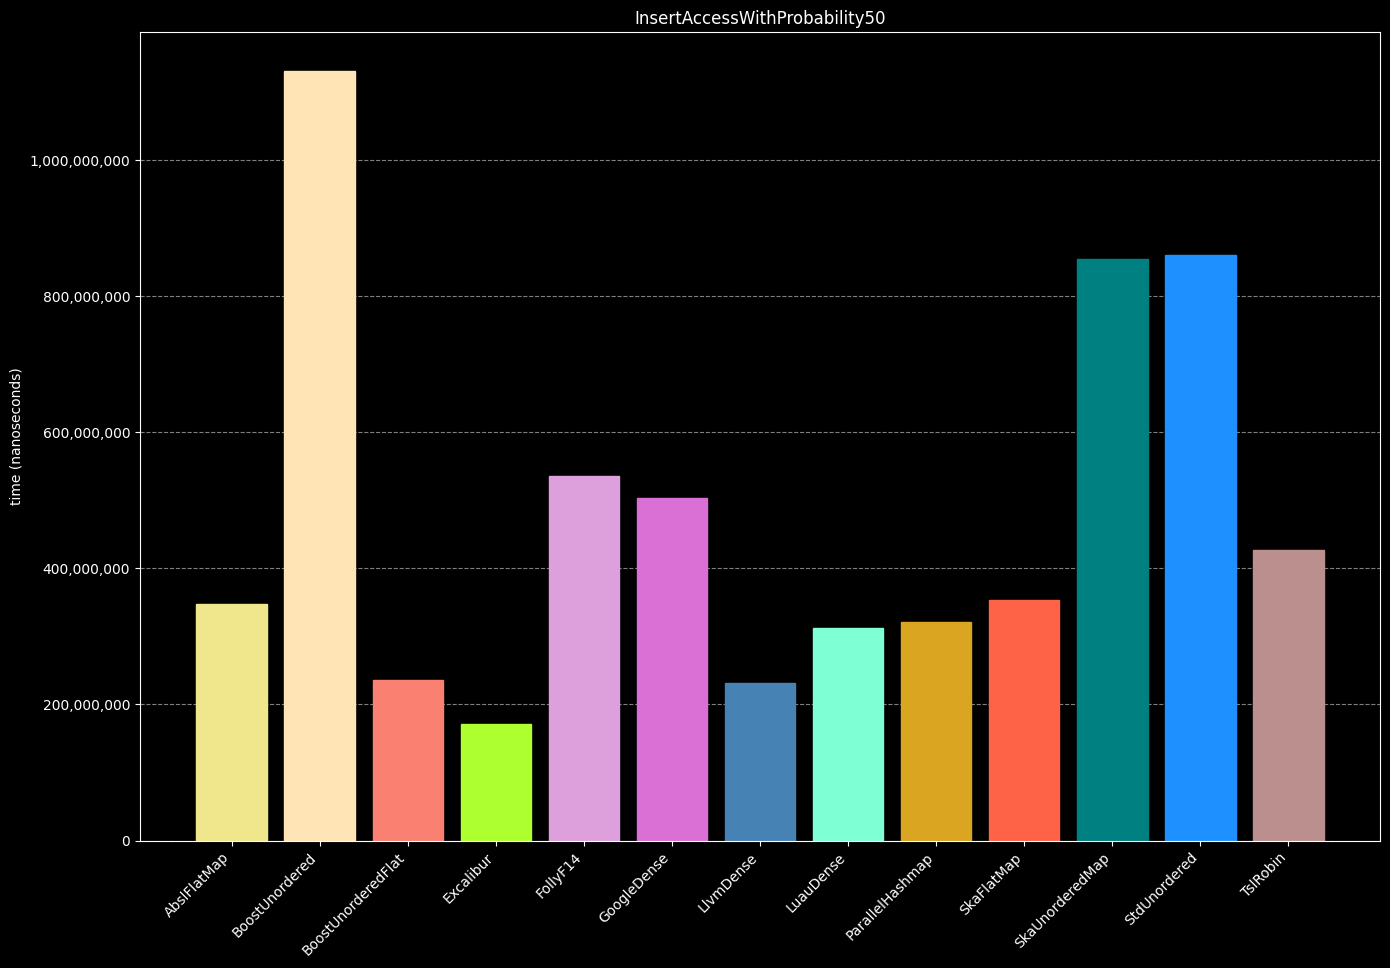 InsertAccessWithProbability50
time (nanoseconds)
1,000,000,000
800,000,000
600,000,000
400,000,000
200,000,000
0
AbslFlatMap
BoostUnordered
BoostUnorderedFlat
Excalibur
FollyF14
GoogleDense
LlvmDense
LuauDense
ParallelHashmap
SkaFlatMap
SkaUnorderedMap
StdUnordered
TslRobin